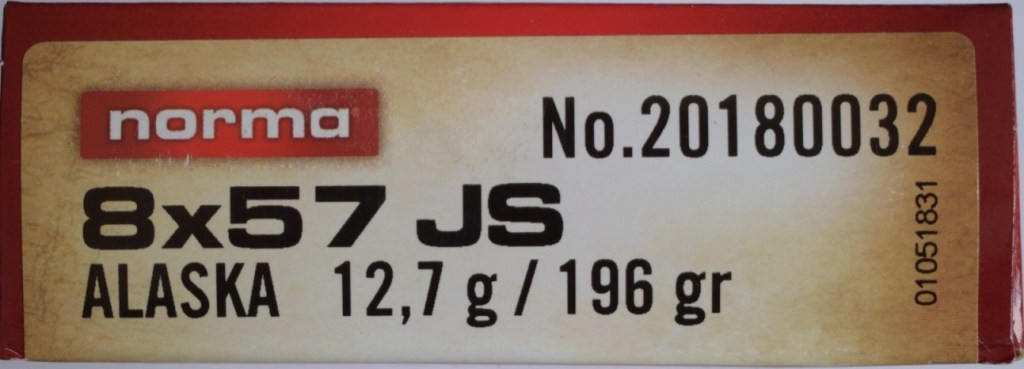 norma
No.20180032
8x57 JS
ALASKA 12,7 g / 196 gr
01051831